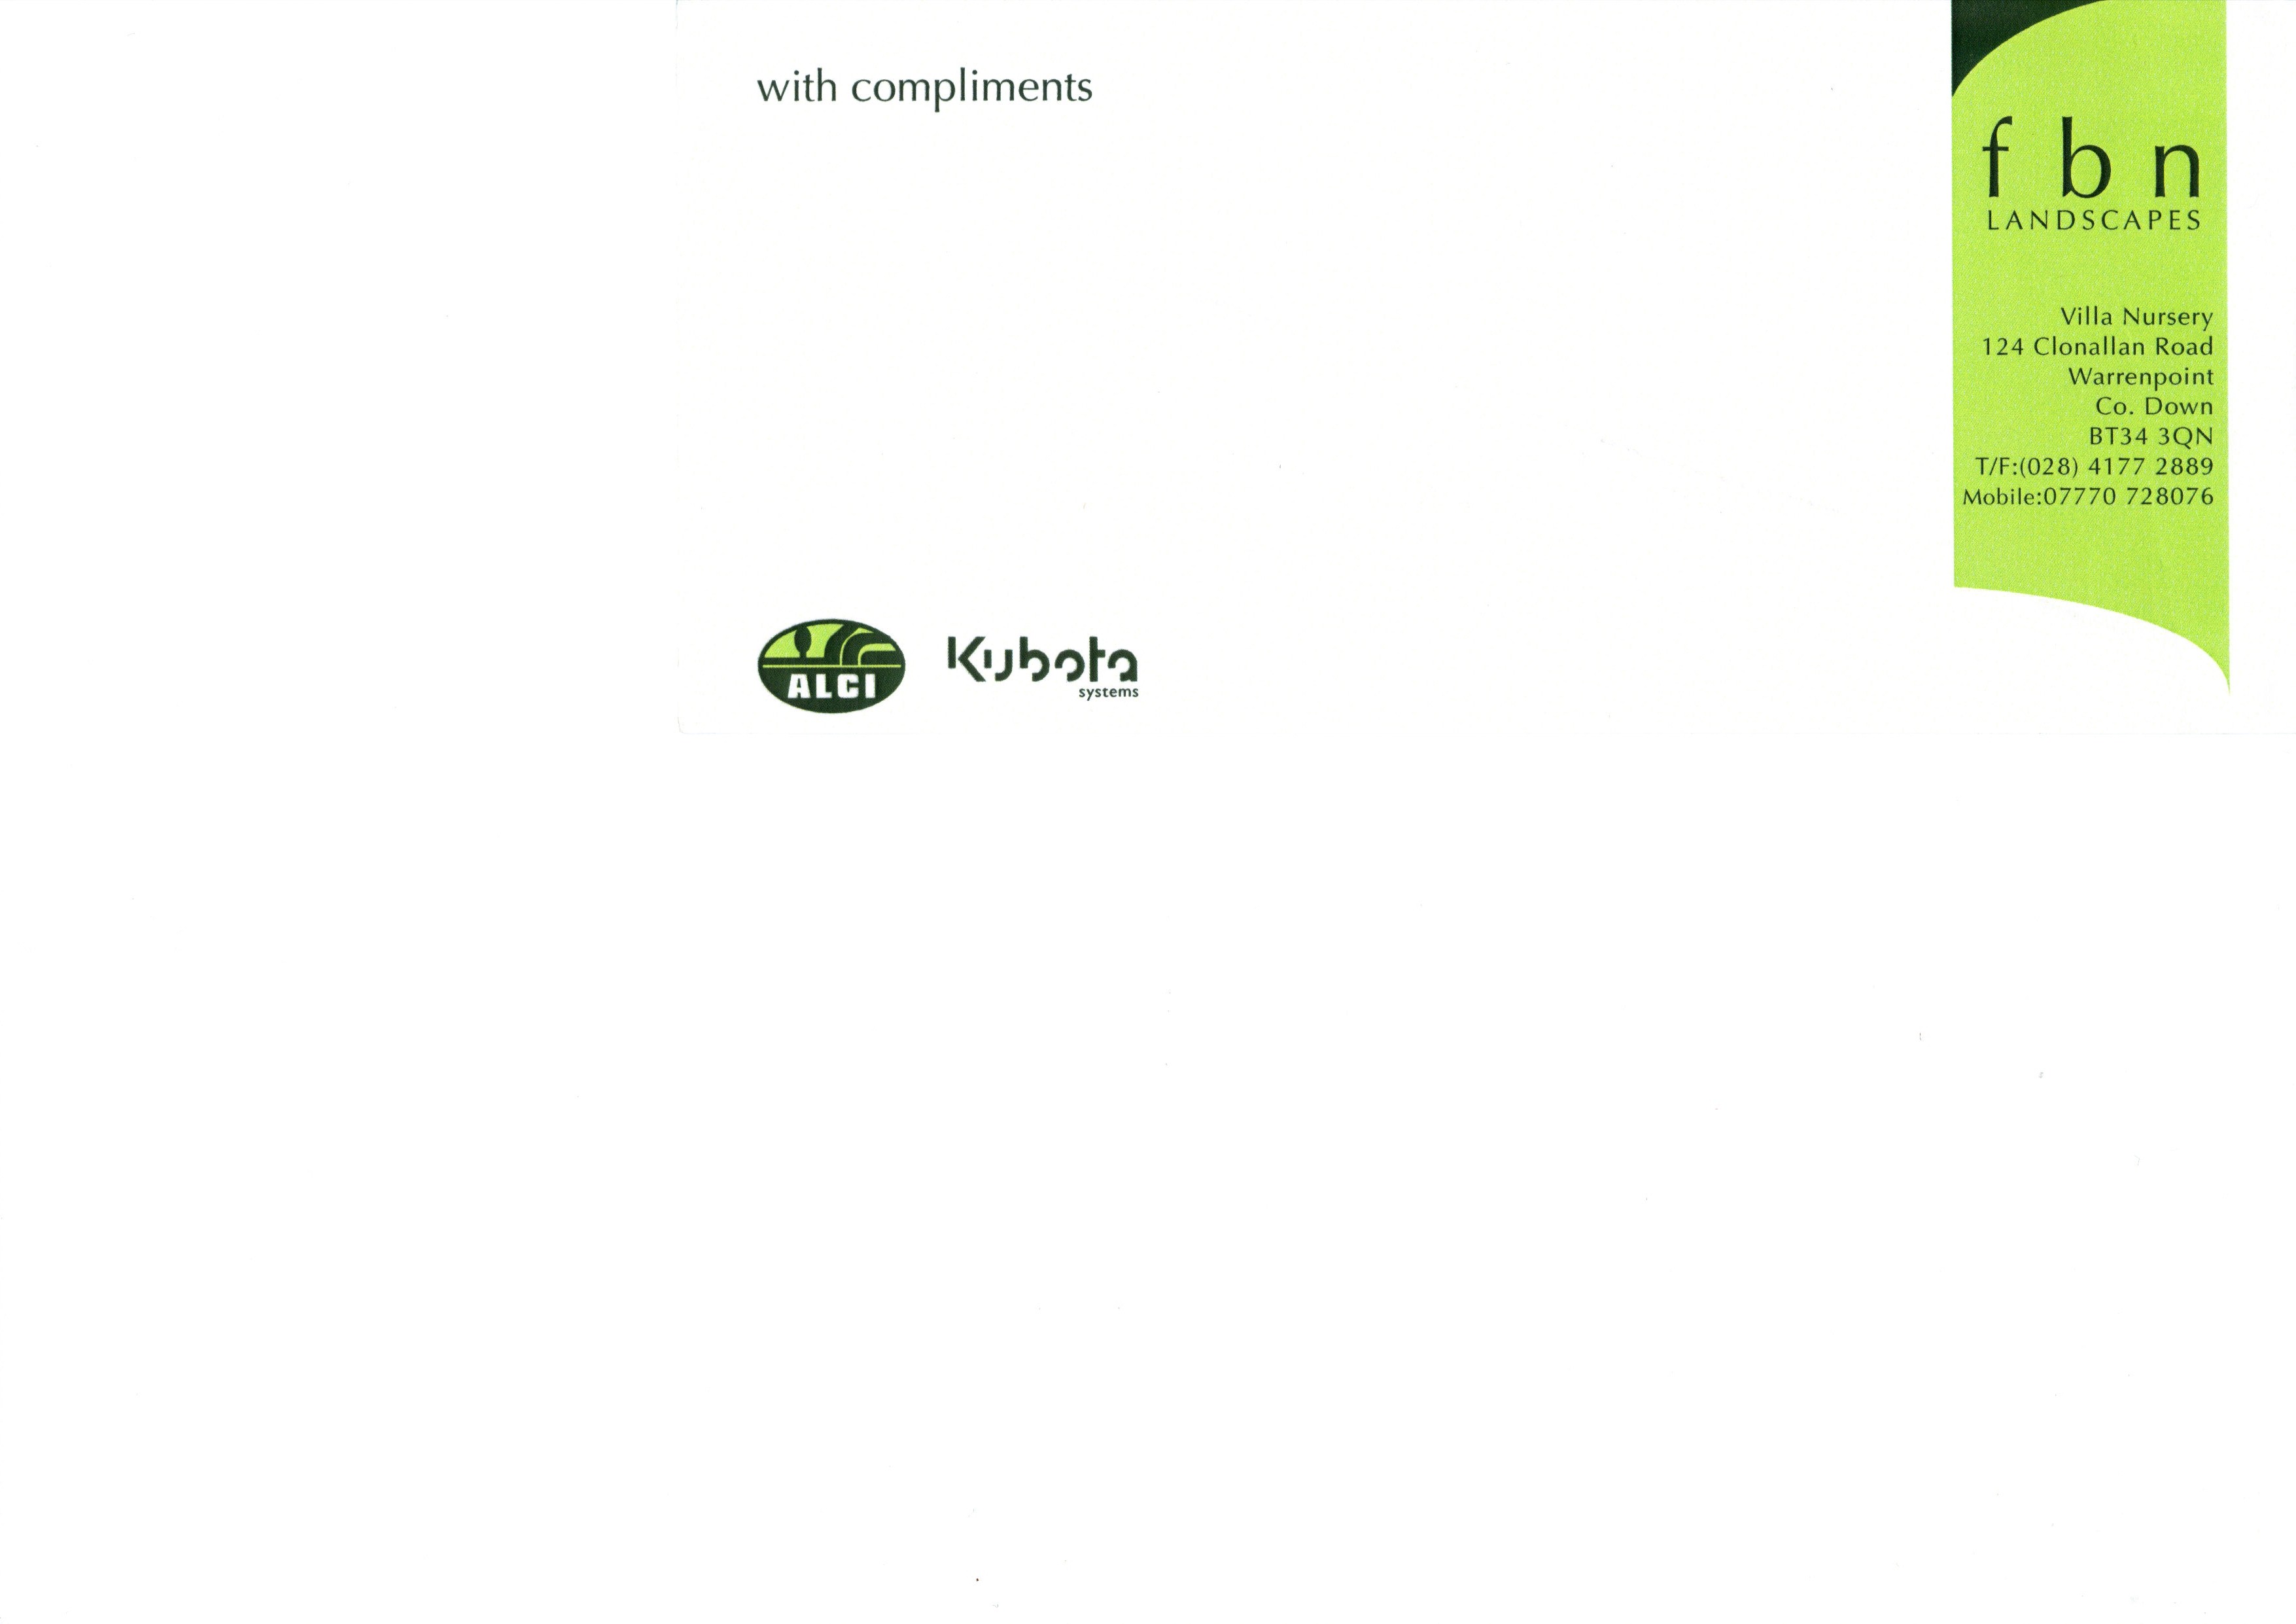 with compliments
f b n
LANDSCAPES
Villa Nursery
124 Clonallan Road
Warrenpoint
Co. Down
BT34 3QN
T/F:(028) 4177 2889
Mobile:07770 728076
ALCI
Kubota
systems